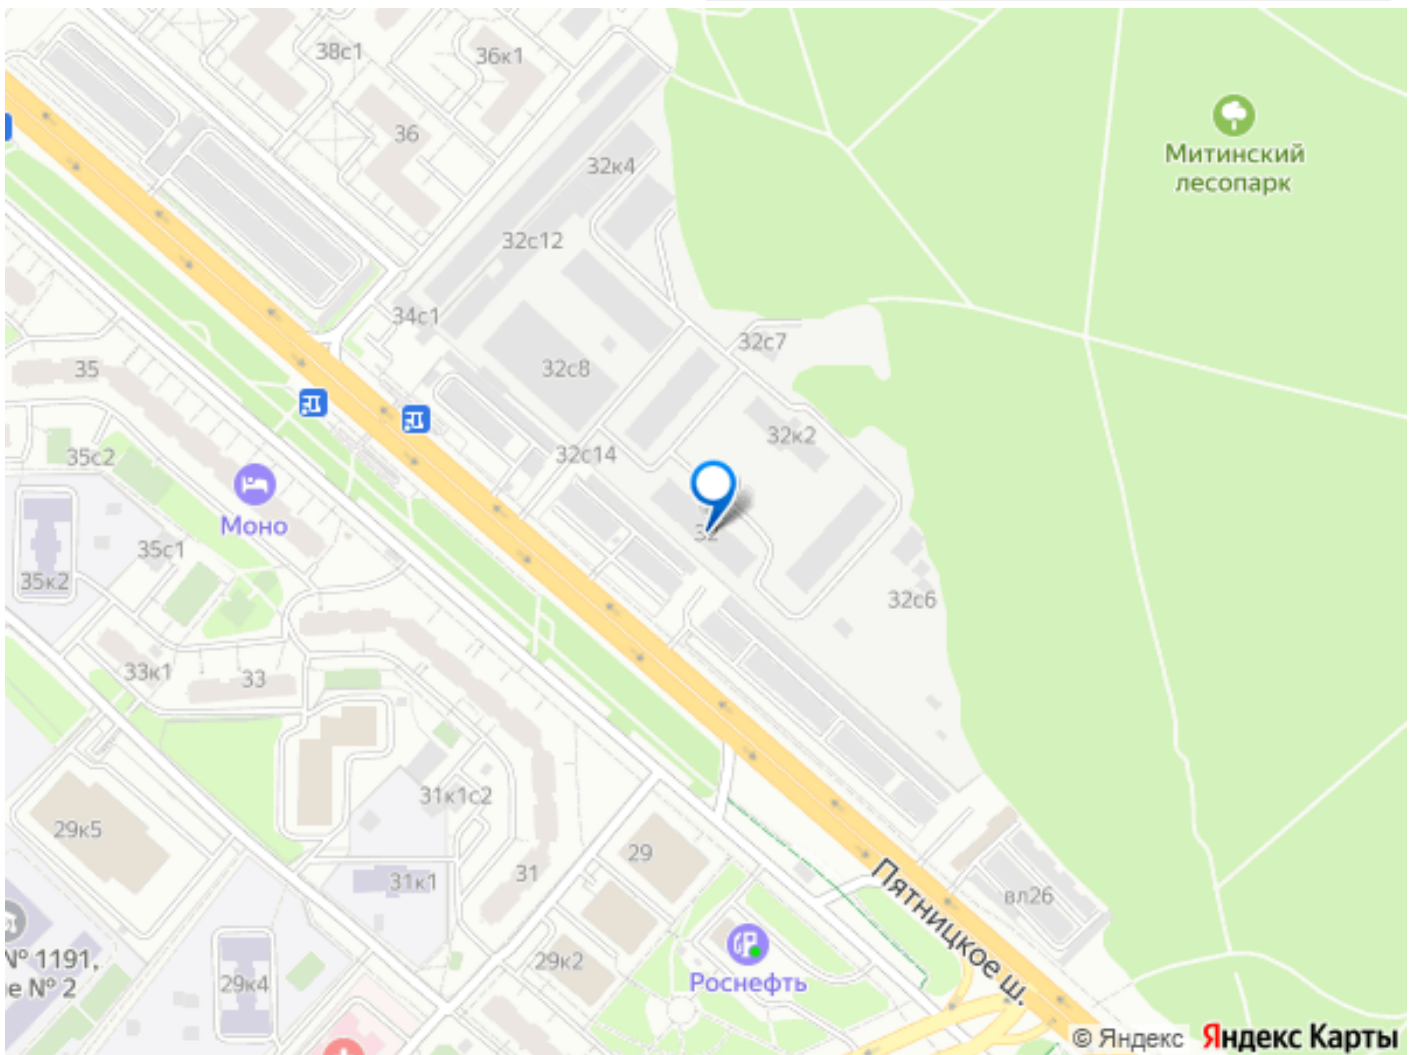 38с1
36к1
36
Митинский
лесопарк
32к4
32с12
34с1
32с7
35
32с8
32к2
35с2
32с14
Моно
32
35с1
35к2
32с6
33к1
33
31к1с2
29к5
29
31
31к1
Пятницкое ш.
вл26
№ 1191,
е № 2
29к4
29к2
Роснефть
© Яндекс
Яндекс Карты